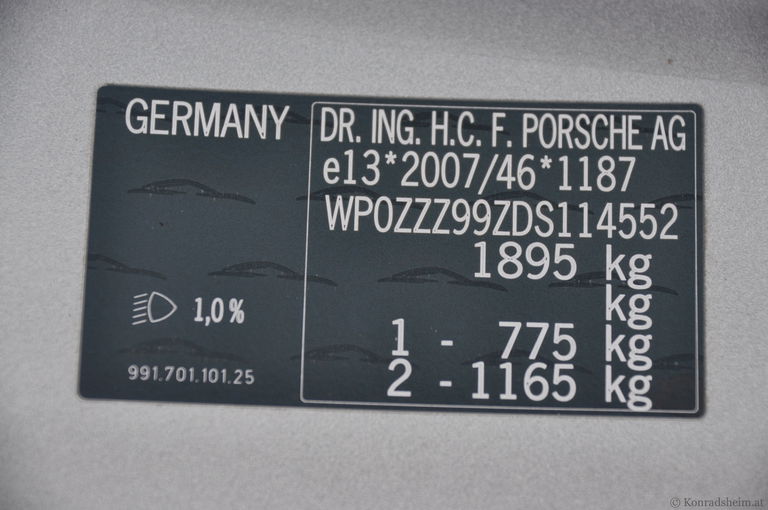 GERMANY
1,0%
991.701.101.25
DR. ING. H.C. F. PORSCHE AG
e13*2007/46*1187
WP0ZZZ99ZDS114552
1895 kg
kg
1 - 775 kg
2 - 1165 kg
© Konradsheim.at